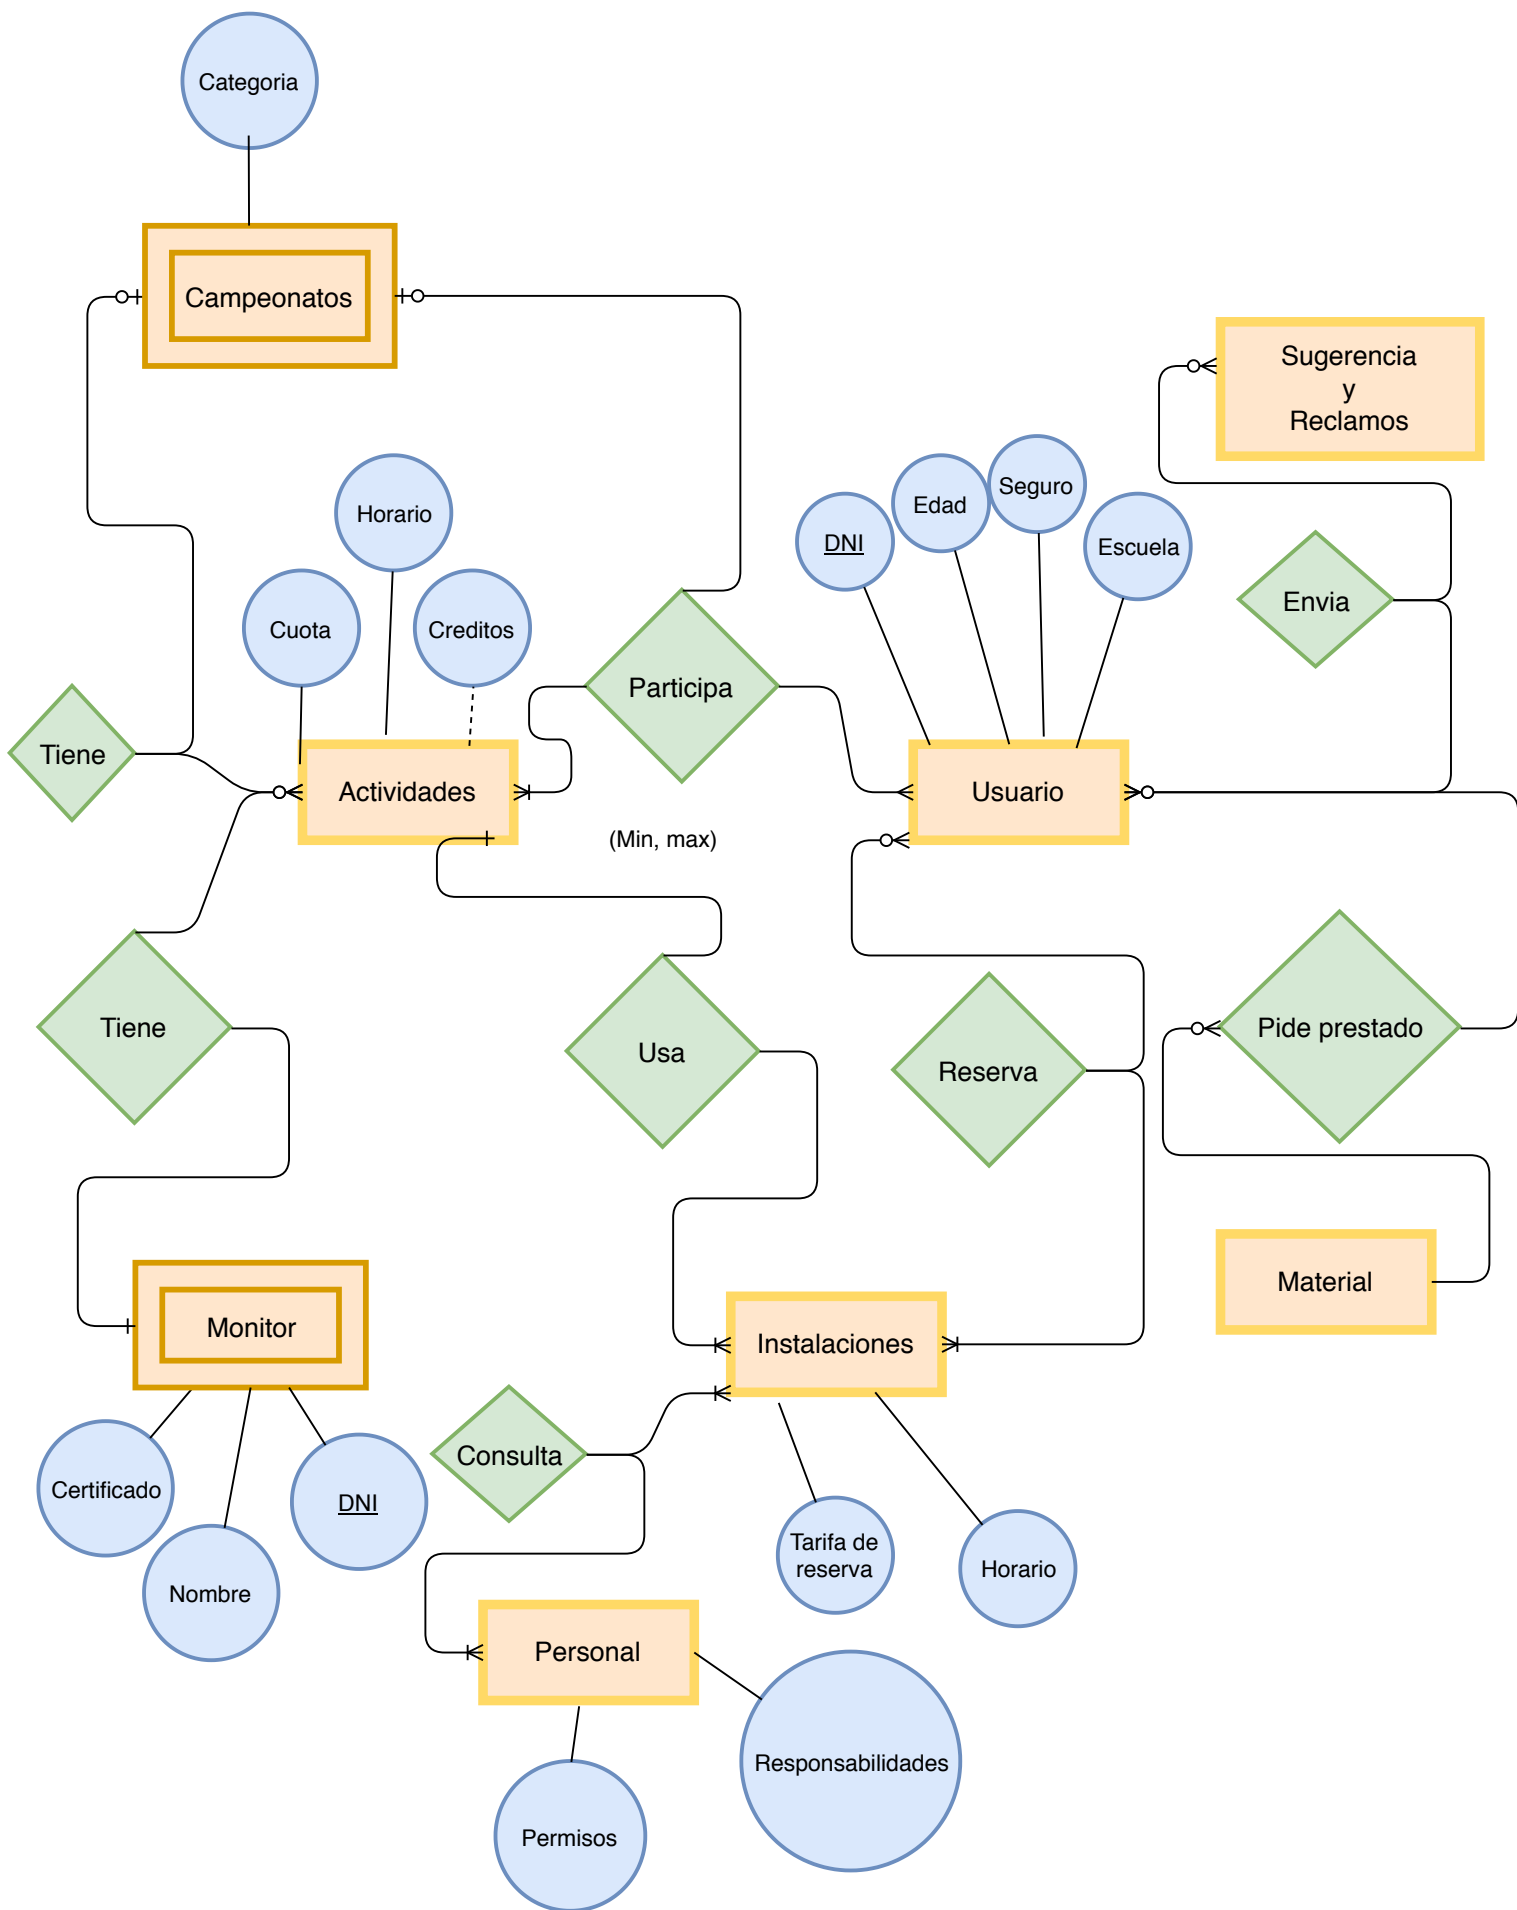 Categoria
Campeonatos
Sugerencia
y
Reclamos
Horario
DNI
Edad
Seguro
Escuela
Cuota
Creditos
Participa
Envia
Tiene
Actividades
Usuario
(Min, max)
Tiene
Usa
Reserva
Pide prestado
Monitor
Instalaciones
Material
Certificado
Nombre
DNI
Consulta
Tarifa de
reserva
Horario
Personal
Permisos
Responsabilidades